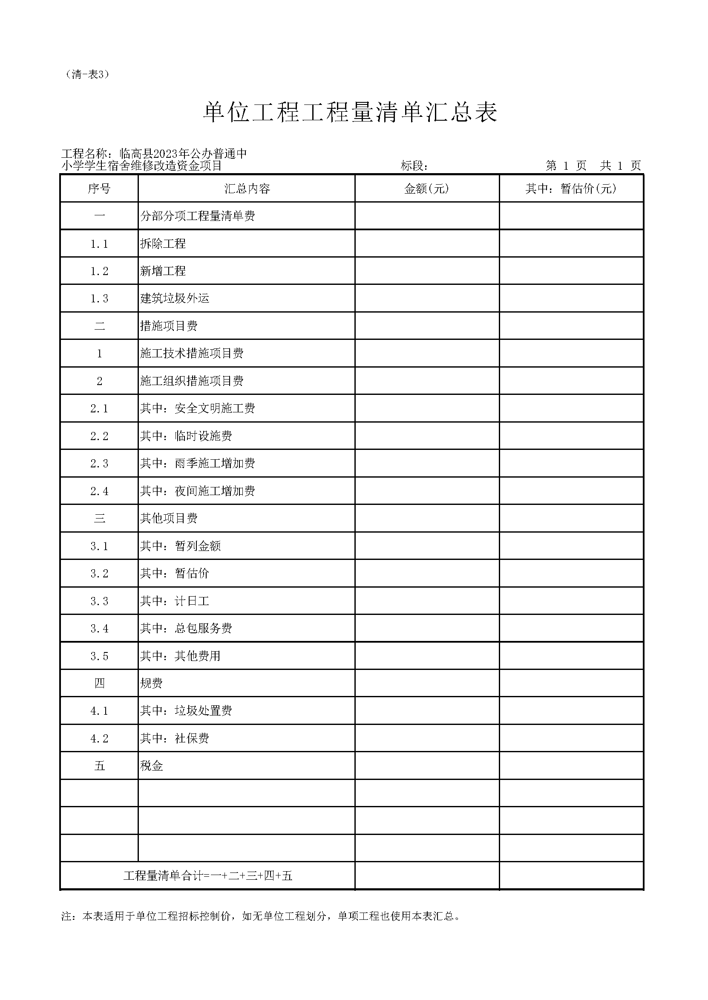 （清-表3）
单位工程工程量清单汇总表
工程名称：临高县2023年公办普通中
小学学生宿舍维修改造资金项目 标段： 第 1 页 共 1 页
序号 汇总内容 金额(元) 其中：暂估价(元)
一 分部分项工程量清单费
1.1 拆除工程
1.2 新增工程
1.3 建筑垃圾外运
二 措施项目费
1 施工技术措施项目费
2 施工组织措施项目费
2.1 其中：安全文明施工费
2.2 其中：临时设施费
2.3 其中：雨季施工增加费
2.4 其中：夜间施工增加费
三 其他项目费
3.1 其中：暂列金额
3.2 其中：暂估价
3.3 其中：计日工
3.4 其中：总包服务费
3.5 其中：其他费用
四 规费
4.1 其中：垃圾处置费
4.2 其中：社保费
五 税金
工程量清单合计=一+二+三+四+五
注：本表适用于单位工程招标控制价，如无单位工程划分，单项工程也使用本表汇总。